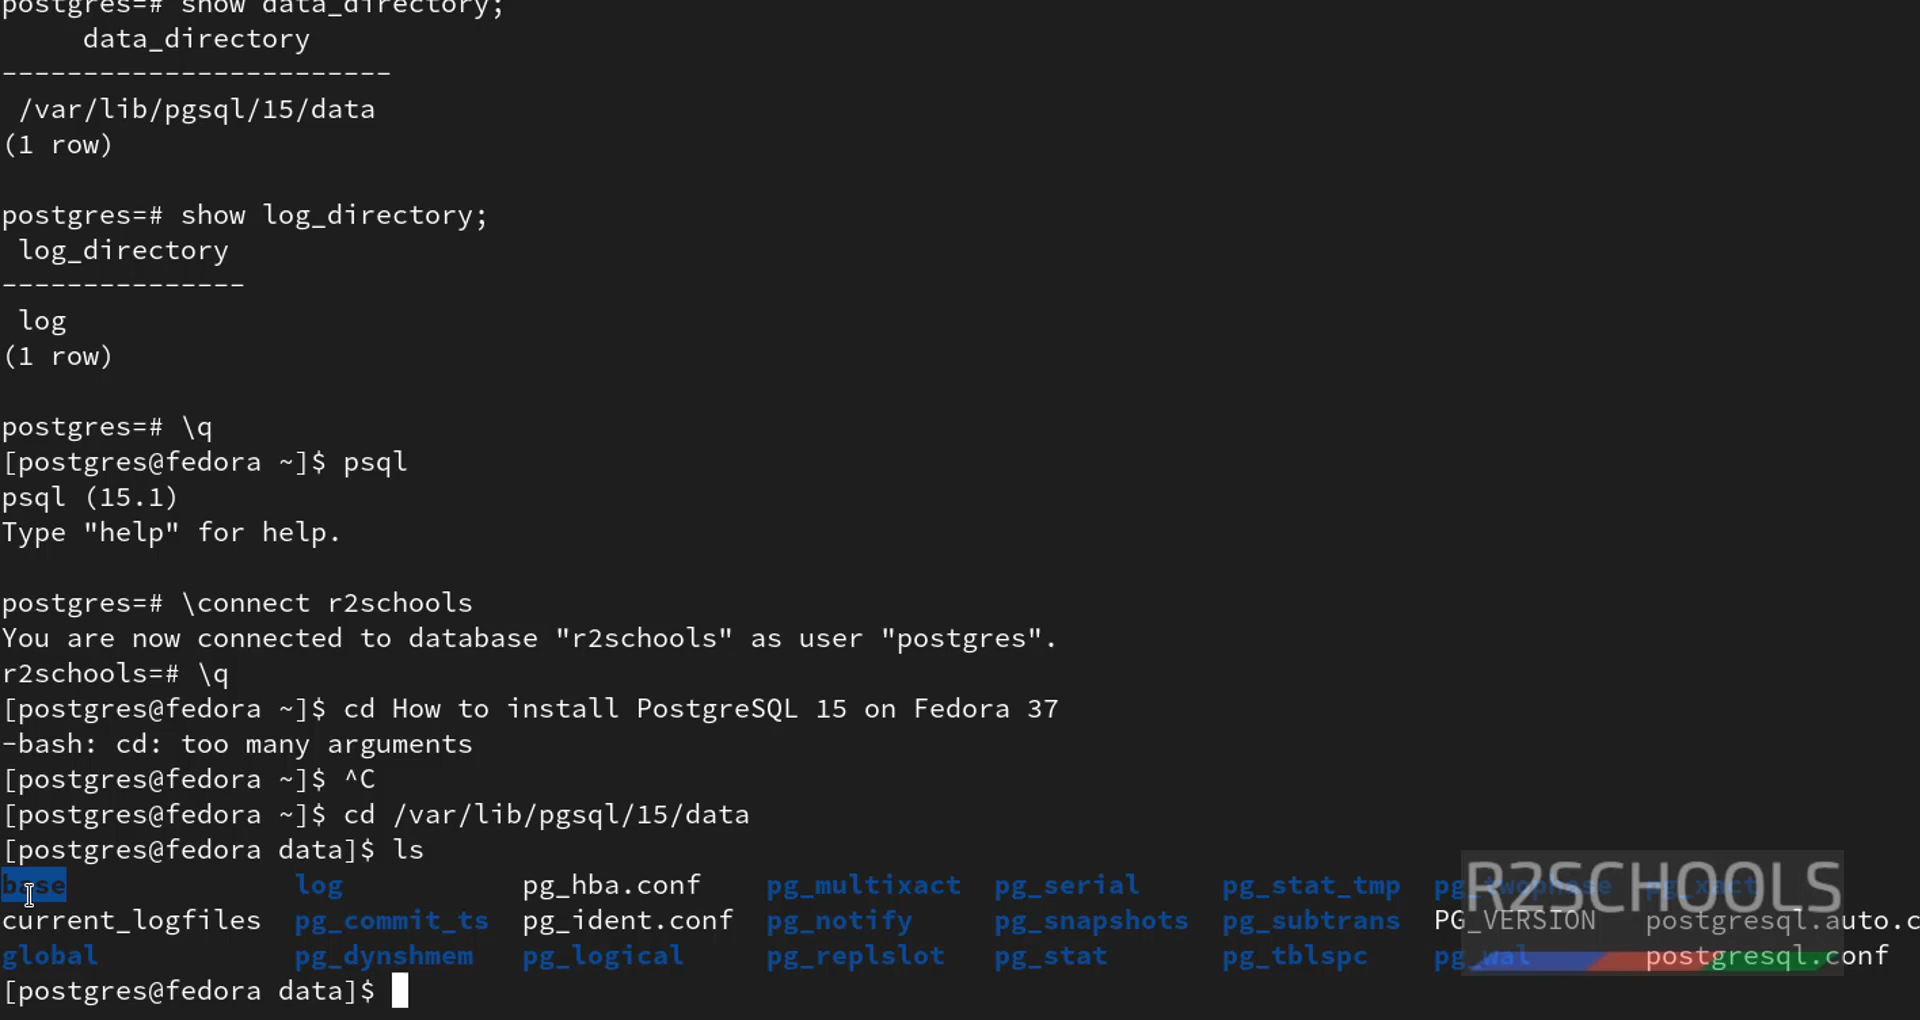 postgres=# show data_directory;
     data_directory
------------------------
 /var/lib/pgsql/15/data
(1 row)

postgres=# show log_directory;
 log_directory
---------------
 log
(1 row)

postgres=# \q
[postgres@fedora ~]$ psql
psql (15.1)
Type "help" for help.

postgres=# \connect r2schools
You are now connected to database "r2schools" as user "postgres".
r2schools=# \q
[postgres@fedora ~]$ cd How to install PostgreSQL 15 on Fedora 37
-bash: cd: too many arguments
[postgres@fedora ~]$ ^C
[postgres@fedora ~]$ cd /var/lib/pgsql/15/data
[postgres@fedora data]$ ls
base log pg_hba.conf pg_multixact pg_serial pg_stat_tmp pg_twophase pg_xact
current_logfiles pg_commit_ts pg_ident.conf pg_notify pg_snapshots pg_subtrans PG_VERSION postgresql.auto.c
global pg_dynshmem pg_logical pg_replslot pg_stat pg_tblspc pg_wal postgresql.conf
[postgres@fedora data]$
R2SCHOOLS